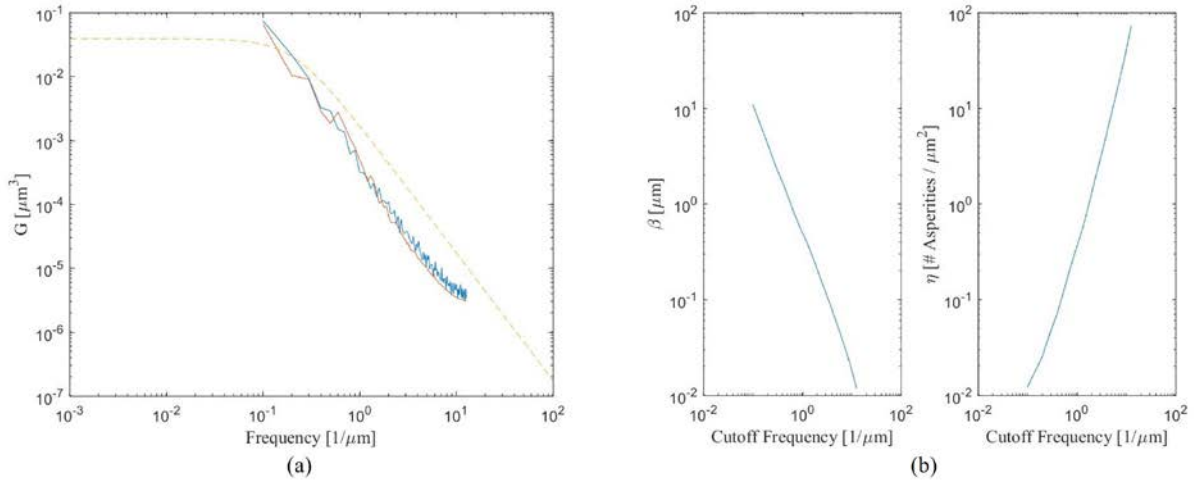 10^-1
10^-2
10^-3
10^-4
10^-5
10^-6
10^-7
G [μm^3]
10^-3 10^-2 10^-1 10^0 10^1 10^2
Frequency [1/μm]
(a)
10^2
10^1
10^0
10^-1
10^-2
β [μm]
10^-2 10^0 10^2
Cutoff Frequency [1/μm]
10^2
10^1
10^0
10^-1
10^-2
η [# Asperities / μm^2]
10^-2 10^0 10^2
Cutoff Frequency [1/μm]
(b)